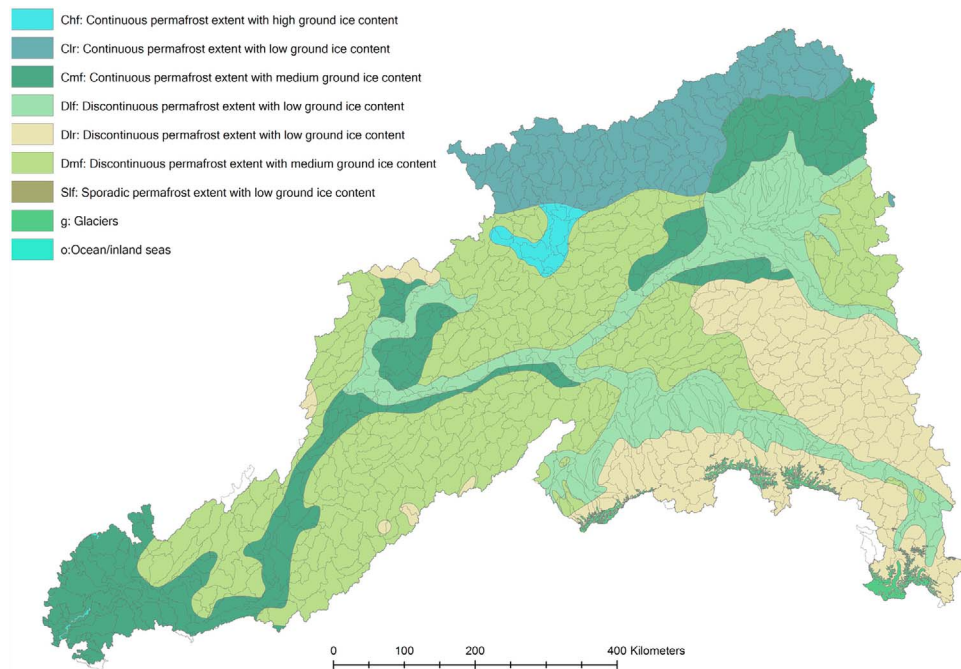 Chf: Continuous permafrost extent with high ground ice content
Clr: Continuous permafrost extent with low ground ice content
Cmf: Continuous permafrost extent with medium ground ice content
Dlf: Discontinuous permafrost extent with low ground ice content
Dlr: Discontinuous permafrost extent with low ground ice content
Dmf: Discontinuous permafrost extent with medium ground ice content
Slf: Sporadic permafrost extent with low ground ice content
g: Glaciers
o:Ocean/inland seas
0 100 200 400 Kilometers